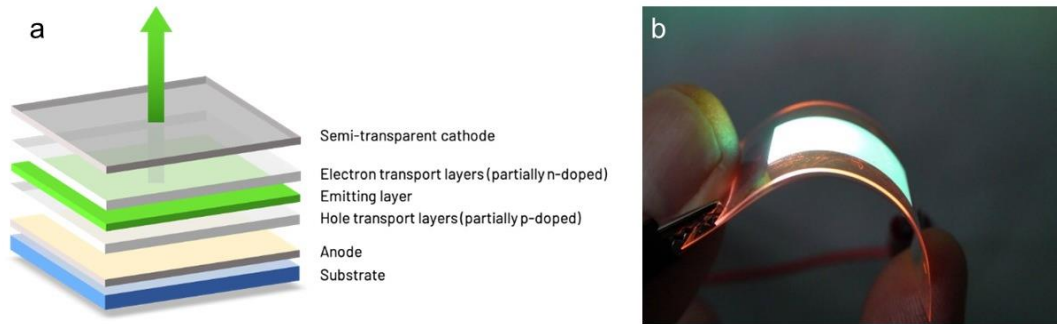 a
Semi-transparent cathode
Electron transport layers (partially n-doped)
Emitting layer
Hole transport layers (partially p-doped)
Anode
Substrate
b